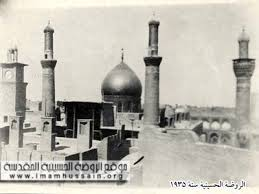 الروضة الحسينية سنة ١٩٣٥
موقع الروضة الحسينية المقدسة
www.imamhussain.org